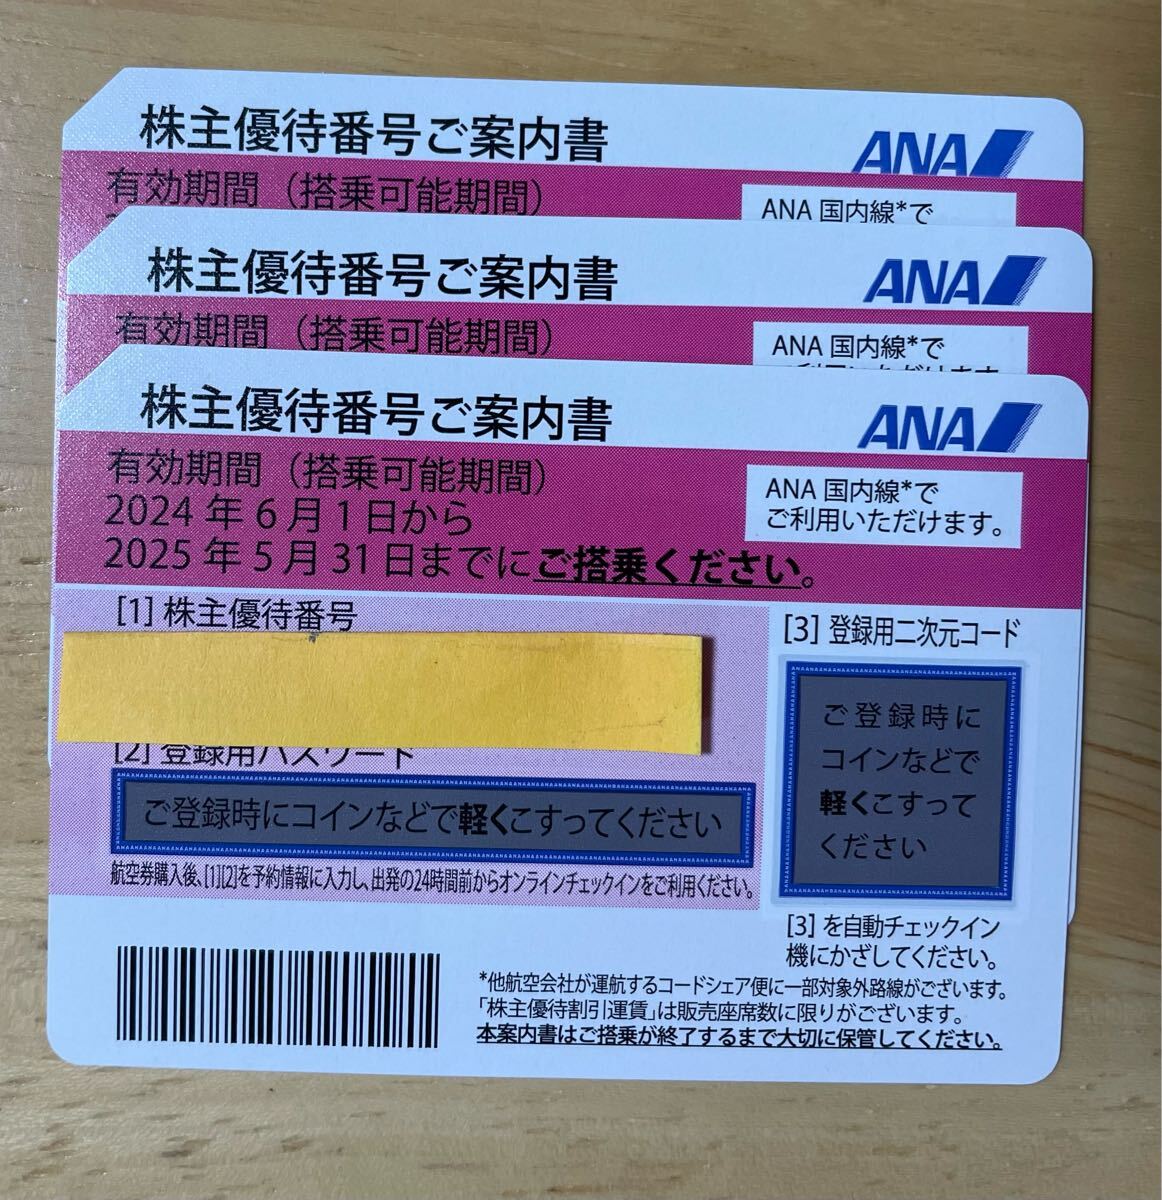 株主優待番号ご案内書
ANA
有効期間（搭乗可能期間）
ANA 国内線*で
株主優待番号ご案内書
ANA
有効期間（搭乗可能期間）
ANA 国内線*で
ご利用いただけます
株主優待番号ご案内書
ANA
有効期間（搭乗可能期間）
2024 年 6 月 1 日から
2025 年 5 月 31 日までにご搭乗ください。
ANA 国内線*で
ご利用いただけます。
[1] 株主優待番号
[2] 登録用パスワード
ご登録時にコインなどで軽くこすってください
航空券購入後、[1][2]を予約情報に入力し、出発の24時間前からオンラインチェックインをご利用ください。
[3] 登録用二次元コード
ご登録時に
コインなどで
軽くこすって
ください
[3] を自動チェックイン
機にかざしてください。
*他航空会社が運航するコードシェア便に一部対象外路線がございます。
「株主優待割引運賃」は販売座席数に限りがございます。
本案内書はご搭乗が終了するまで大切に保管してください。